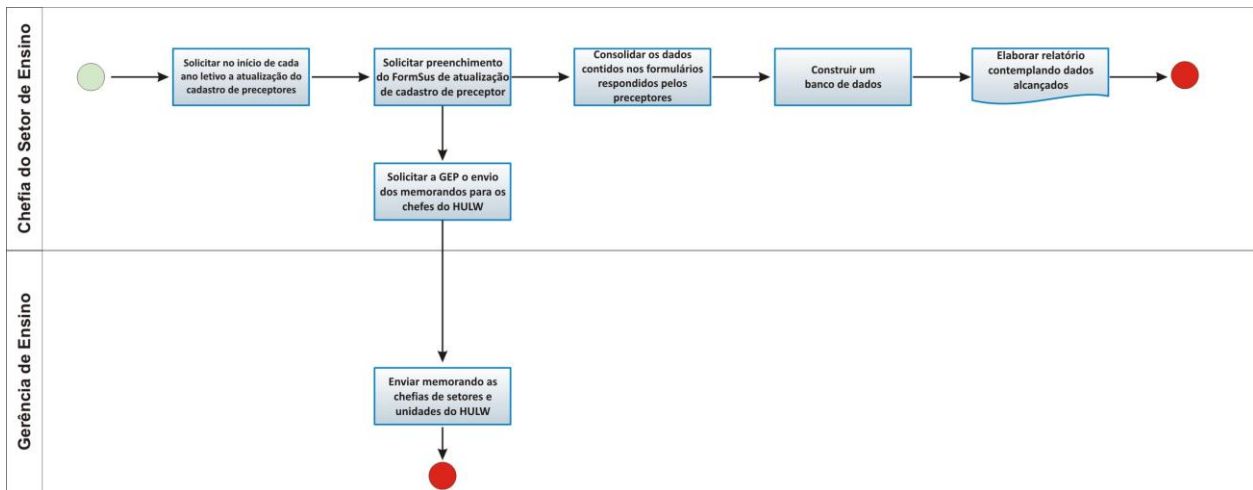 Chefia do Setor de Ensino
Solicitar no início de cada
ano letivo a atualização do
cadastro de preceptores
Solicitar preenchimento
do FormSus de atualização
de cadastro de preceptor
Consolidar os dados
contidos nos formulários
respondidos pelos
preceptores
Construir um
banco de dados
Elaborar relatório
contemplando dados
alcançados
Solicitar a GEP o envio
dos memorandos para os
chefes do HULW
Gerência de Ensino
Enviar memorando as
chefias de setores e
unidades do HULW